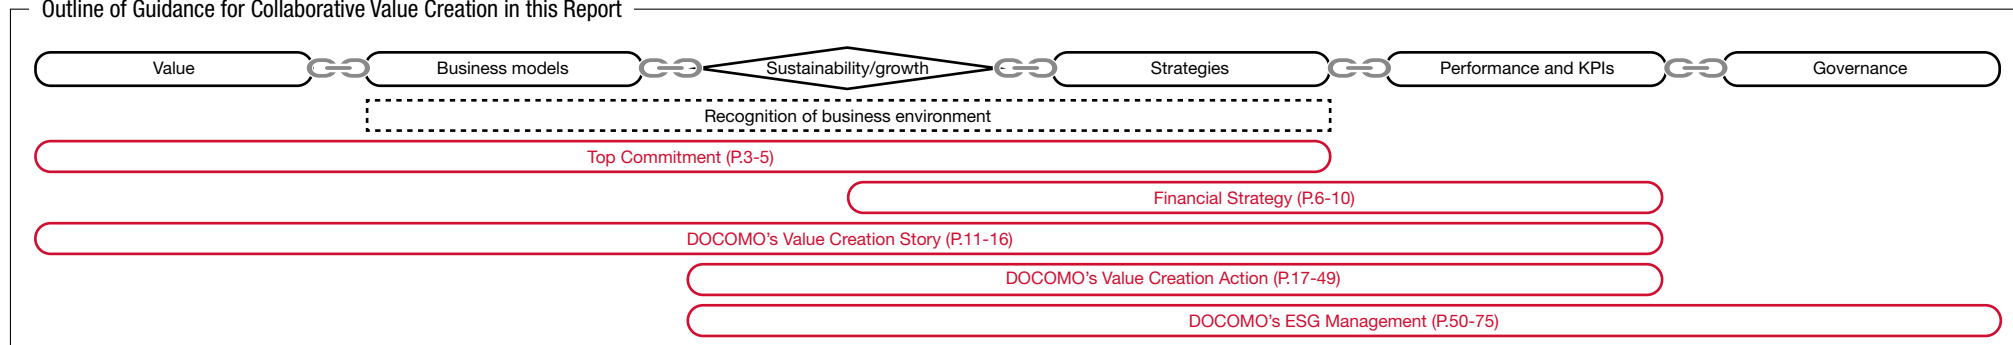 Outline of Guidance for Collaborative Value Creation in this Report
Value
Business models
Sustainability/growth
Strategies
Performance and KPIs
Governance
Recognition of business environment
Top Commitment (P.3-5)
Financial Strategy (P.6-10)
DOCOMO's Value Creation Story (P.11-16)
DOCOMO's Value Creation Action (P.17-49)
DOCOMO's ESG Management (P.50-75)